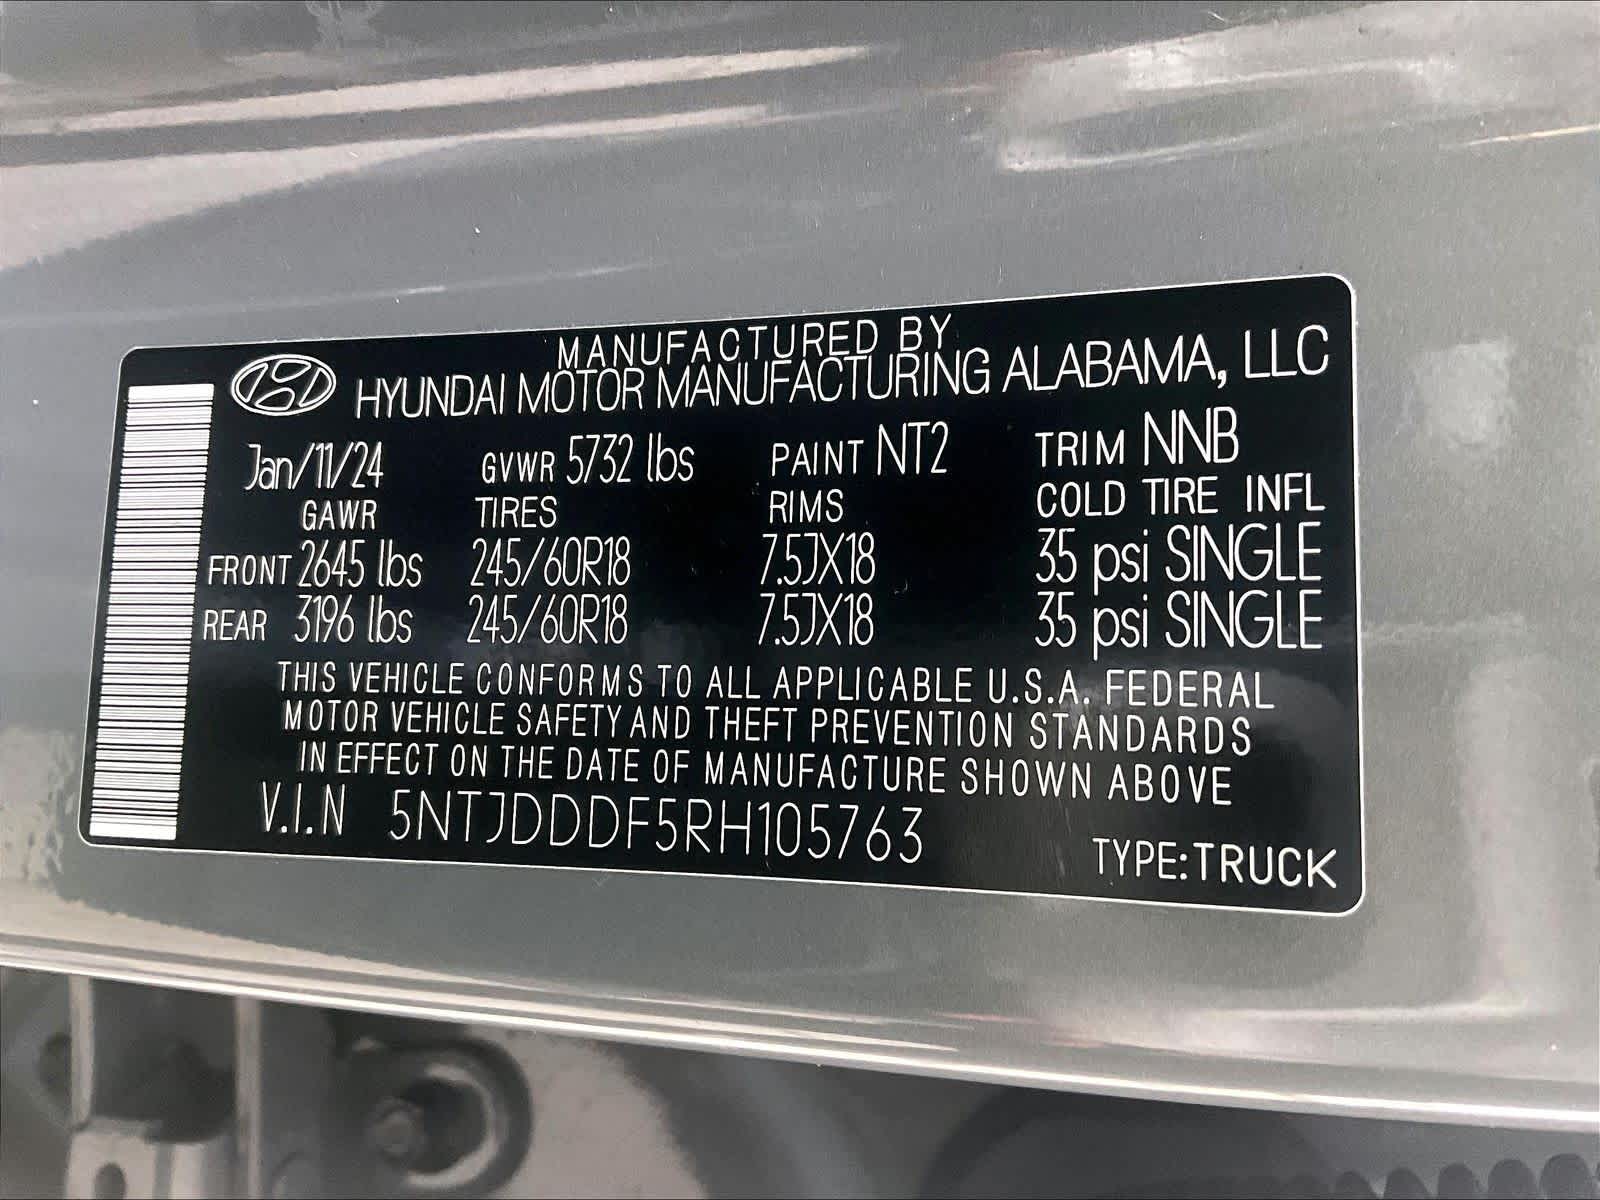 MANUFACTURED BY
HYUNDAI MOTOR MANUFACTURING ALABAMA, LLC
Jan/11/24 GVWR 5732 lbs PAINT NT2 TRIM NNB
GAWR TIRES RIMS COLD TIRE INFL
FRONT 2645 lbs 245/60R18 7.5JX18 35 psi SINGLE
REAR 3196 lbs 245/60R18 7.5JX18 35 psi SINGLE
THIS VEHICLE CONFORMS TO ALL APPLICABLE U.S.A. FEDERAL
MOTOR VEHICLE SAFETY AND THEFT PREVENTION STANDARDS
IN EFFECT ON THE DATE OF MANUFACTURE SHOWN ABOVE
V.I.N 5NTJDDDF5RH105763
TYPE:TRUCK